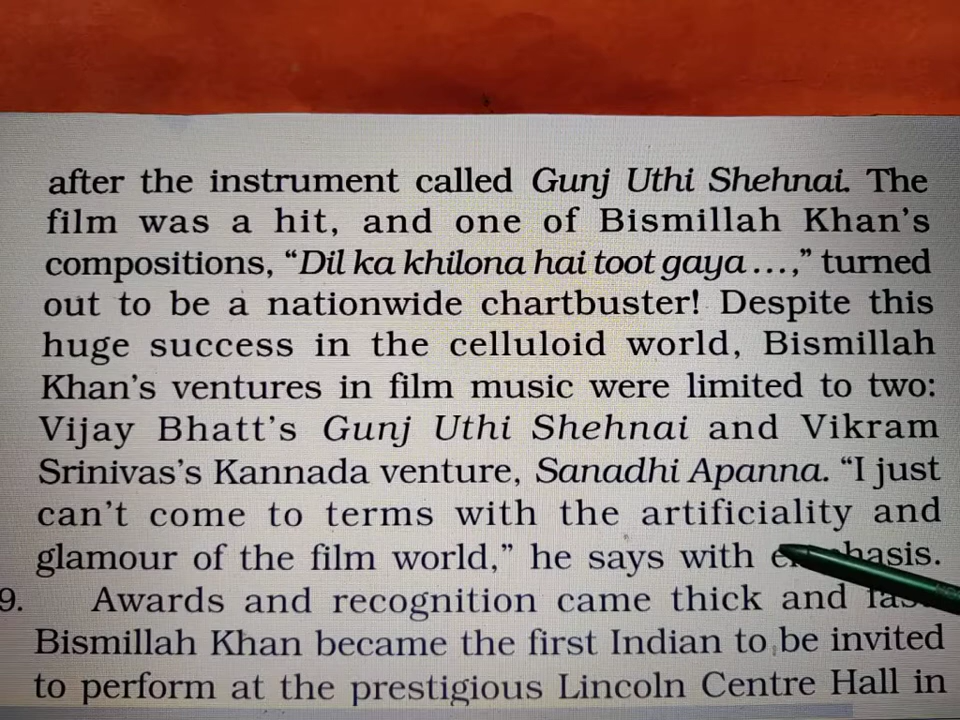 after the instrument called Gunj Uthi Shehnai. The
film was a hit, and one of Bismillah Khan's
compositions, “Dil ka khilona hai toot gaya ...,” turned
out to be a nationwide chartbuster! Despite this
huge success in the celluloid world, Bismillah
Khan's ventures in film music were limited to two:
Vijay Bhatt's Gunj Uthi Shehnai and Vikram
Srinivas's Kannada venture, Sanadhi Apanna. “I just
can't come to terms with the artificiality and
glamour of the film world,” he says with
9. Awards and recognition came thick and
Bismillah Khan became the first Indian to be invited
to perform at the prestigious Lincoln Centre Hall in